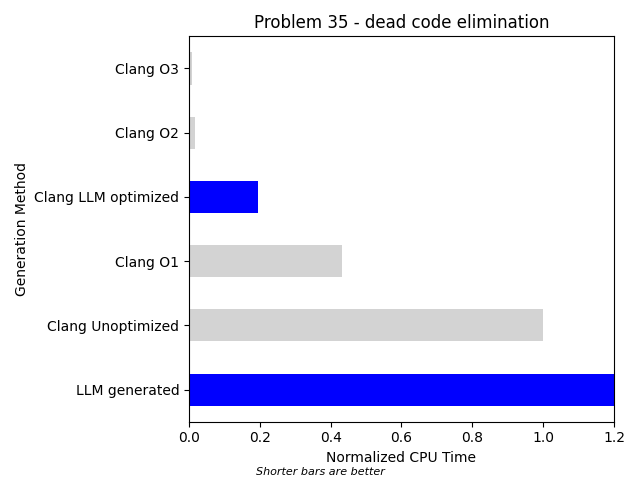 Problem 35 - dead code elimination
Generation Method
Clang O3
Clang O2
Clang LLM optimized
Clang O1
Clang Unoptimized
LLM generated
0.0 0.2 0.4 0.6 0.8 1.0 1.2
Normalized CPU Time
Shorter bars are better